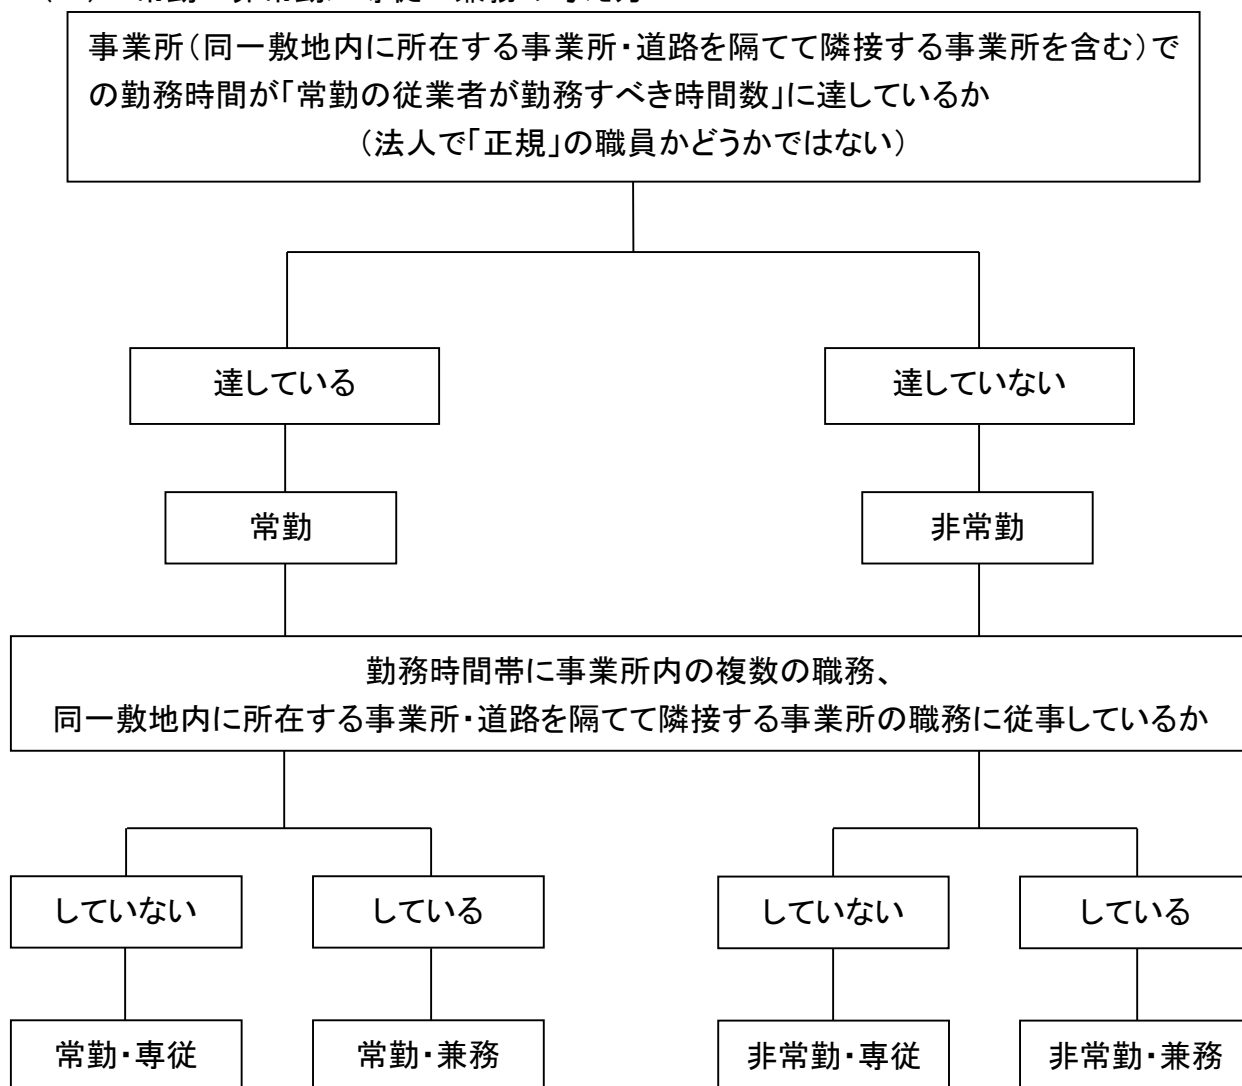 事業所(同一敷地内に所在する事業所・道路を隔てて隣接する事業所を含む)で
の勤務時間が「常勤の従業者が勤務すべき時間数」に達しているか
(法人で「正規」の職員かどうかではない)
達している
達していない
常勤
非常勤
勤務時間帯に事業所内の複数の職務、
同一敷地内に所在する事業所・道路を隔てて隣接する事業所の職務に従事しているか
していない
している
していない
している
常勤・専従
常勤・兼務
非常勤・専従
非常勤・兼務